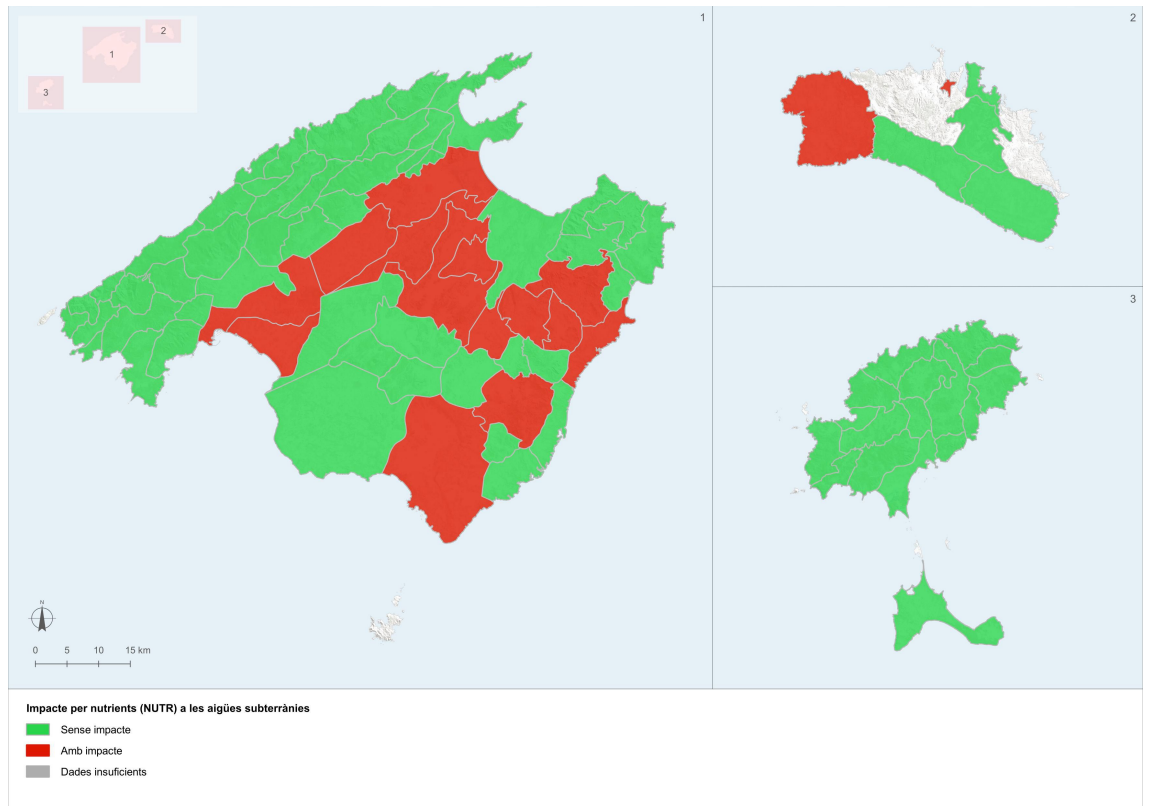 1
2
3
1
2
3
N
0 5 10 15 km
Impacte per nutrients (NUTR) a les aigües subterrànies
Sense impacte
Amb impacte
Dades insuficients